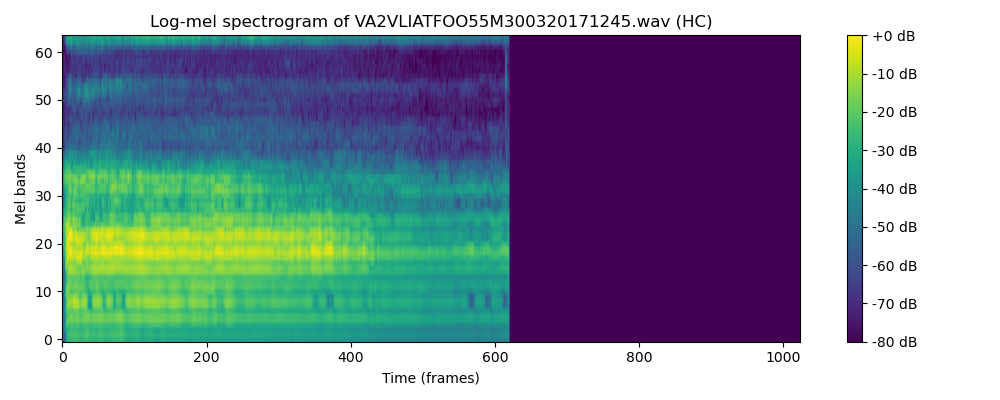 Log-mel spectrogram of VA2VLIATFOO55M300320171245.wav (HC)
Mel bands
60
50
40
30
20
10
0
0 200 400 600 800 1000
Time (frames)
+0 dB
-10 dB
-20 dB
-30 dB
-40 dB
-50 dB
-60 dB
-70 dB
-80 dB